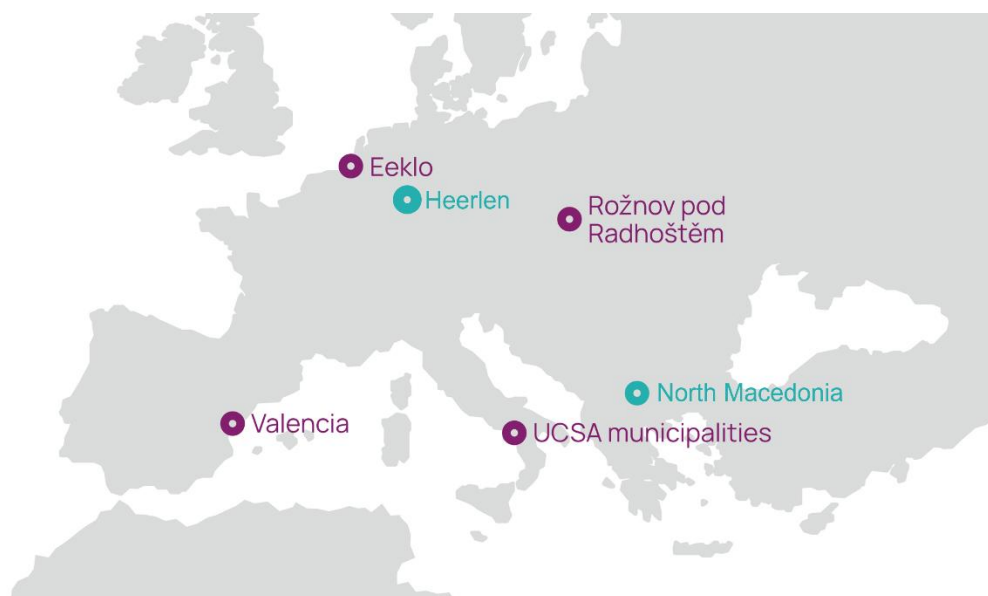 Eeklo
Heerlen
Rožnov pod
Radhoštěm
North Macedonia
Valencia
UCSA municipalities